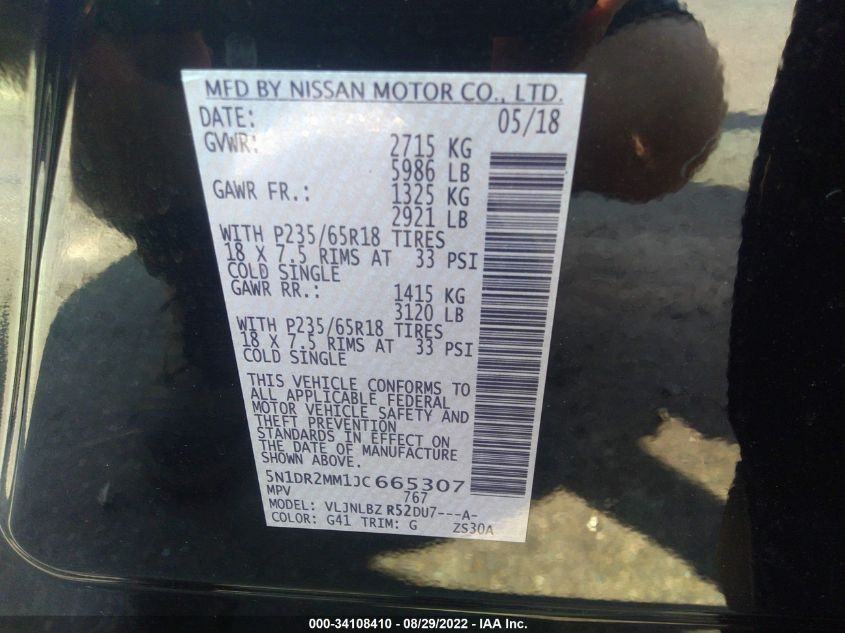 MFD BY NISSAN MOTOR CO., LTD.
DATE: 05/18
GVWR: 2715 KG
5986 LB
GAWR FR.: 1325 KG
2921 LB
WITH P235/65R18 TIRES
18 X 7.5 RIMS AT 33 PSI
COLD SINGLE
GAWR RR.: 1415 KG
3120 LB
WITH P235/65R18 TIRES
18 X 7.5 RIMS AT 33 PSI
COLD SINGLE
THIS VEHICLE CONFORMS TO
ALL APPLICABLE FEDERAL
MOTOR VEHICLE SAFETY AND
THEFT PREVENTION
STANDARDS IN EFFECT ON
THE DATE OF MANUFACTURE
SHOWN ABOVE.
5N1DR2MM1JC665307
MPV 767
MODEL: VLJNLBZ R52DU7---A-
COLOR: G41 TRIM: G ZS30A
000-34108410 - 08/29/2022 - IAA Inc.